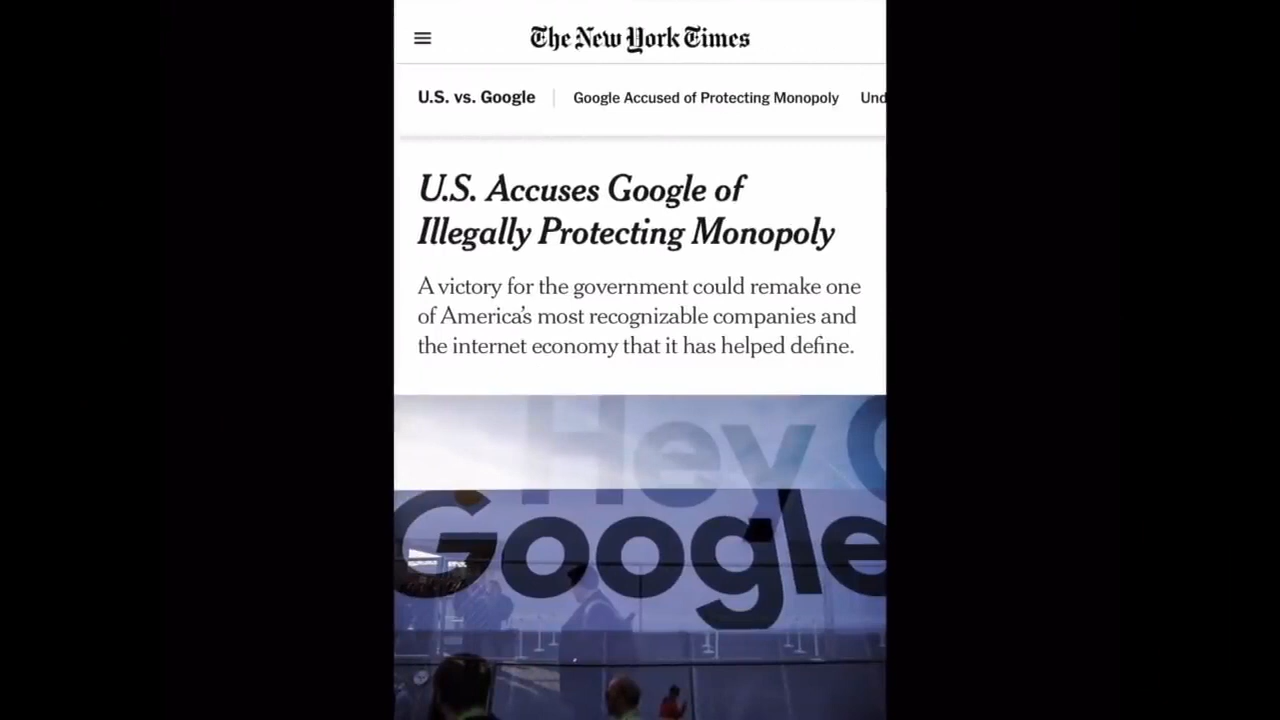 The New York Times
U.S. vs. Google
Google Accused of Protecting Monopoly
Und
U.S. Accuses Google of
Illegally Protecting Monopoly
A victory for the government could remake one
of America's most recognizable companies and
the internet economy that it has helped define.
Hey G
Google